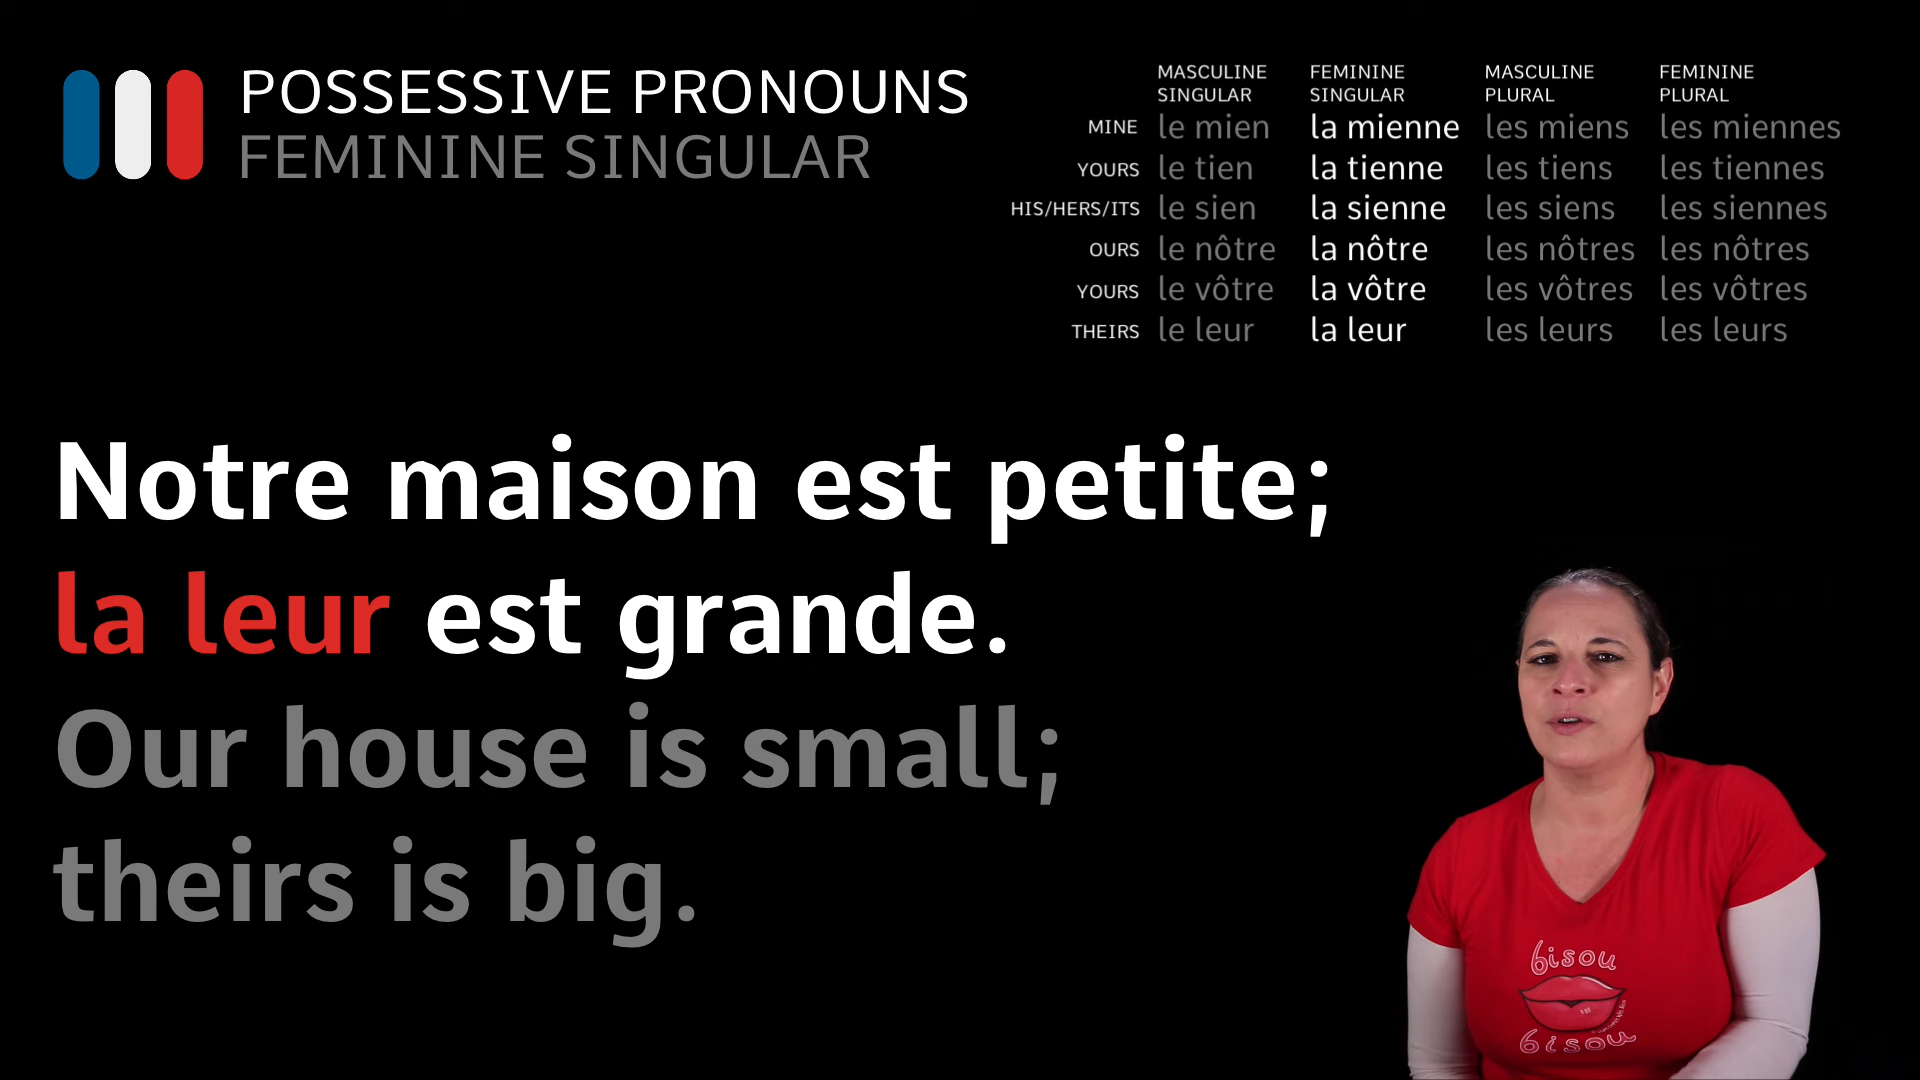 POSSESSIVE PRONOUNS
FEMININE SINGULAR
MASCULINE SINGULAR FEMININE SINGULAR MASCULINE PLURAL FEMININE PLURAL
MINE le mien la mienne les miens les miennes
YOURS le tien la tienne les tiens les tiennes
HIS/HERS/ITS le sien la sienne les siens les siennes
OURS le nôtre la nôtre les nôtres les nôtres
YOURS le vôtre la vôtre les vôtres les vôtres
THEIRS le leur la leur les leurs les leurs
Notre maison est petite;
la leur est grande.
Our house is small;
theirs is big.
bisou
bisou